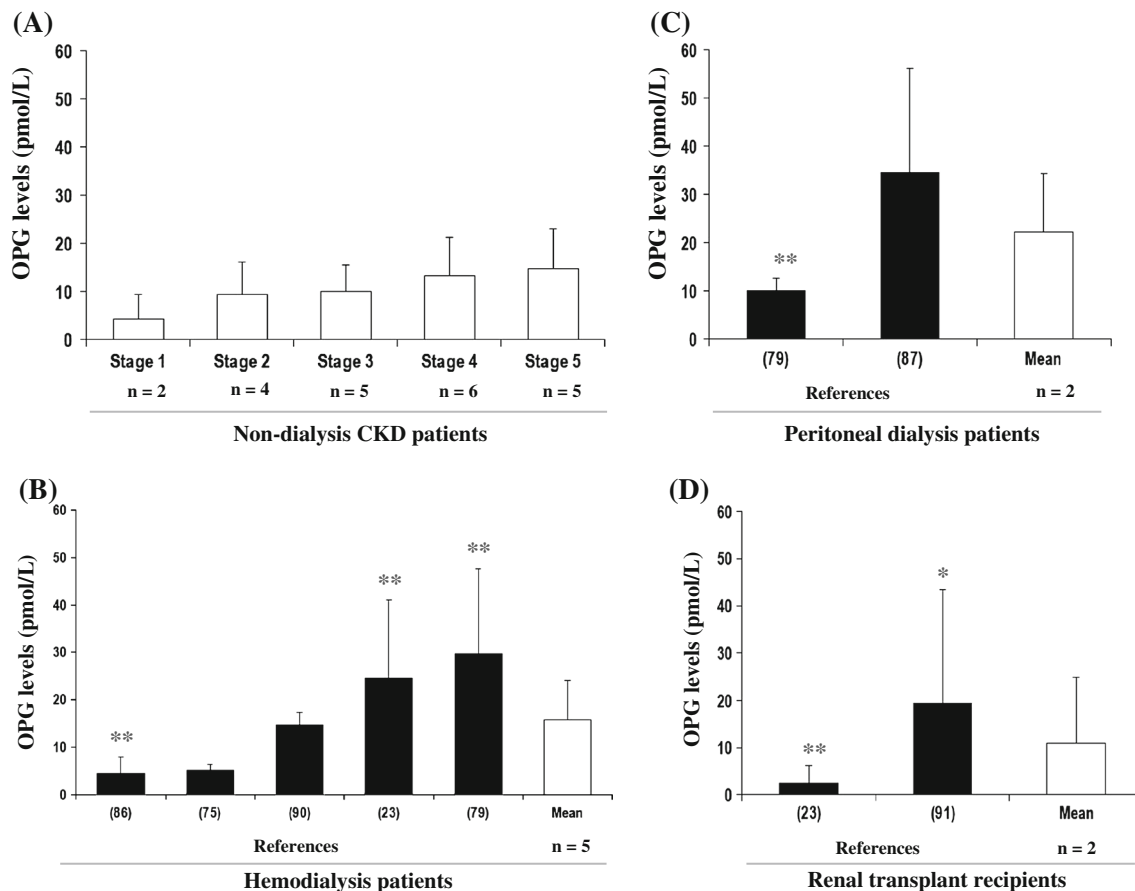 (A)
OPG levels (pmol/L)
60
50
40
30
20
10
0
Stage 1 Stage 2 Stage 3 Stage 4 Stage 5
n = 2 n = 4 n = 5 n = 6 n = 5
Non-dialysis CKD patients
(C)
OPG levels (pmol/L)
60
50
40
30
20
10
0
**
(79) (87) Mean
References n = 2
Peritoneal dialysis patients
(B)
OPG levels (pmol/L)
60
50
40
30
20
10
0
** ** **
(86) (75) (90) (23) (79) Mean
References n = 5
Hemodialysis patients
(D)
OPG levels (pmol/L)
60
50
40
30
20
10
0
** *
(23) (91) Mean
References n = 2
Renal transplant recipients